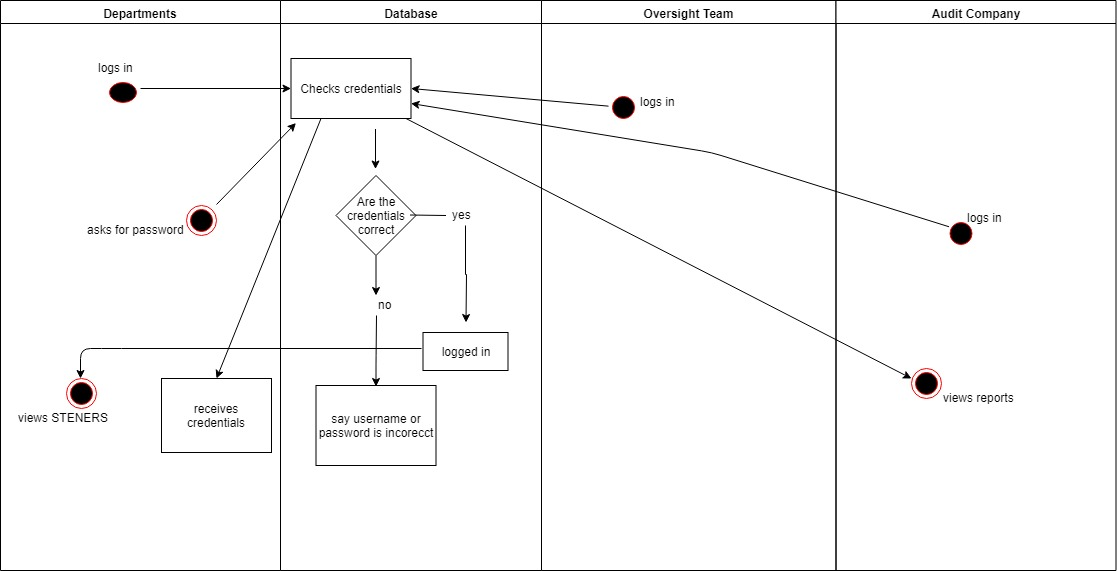 Departments
Database
Oversight Team
Audit Company
logs in
Checks credentials
logs in
asks for password
Are the
credentials
correct
yes
logs in
no
logged in
views STENERS
receives
credentials
say username or
password is incorecct
views reports